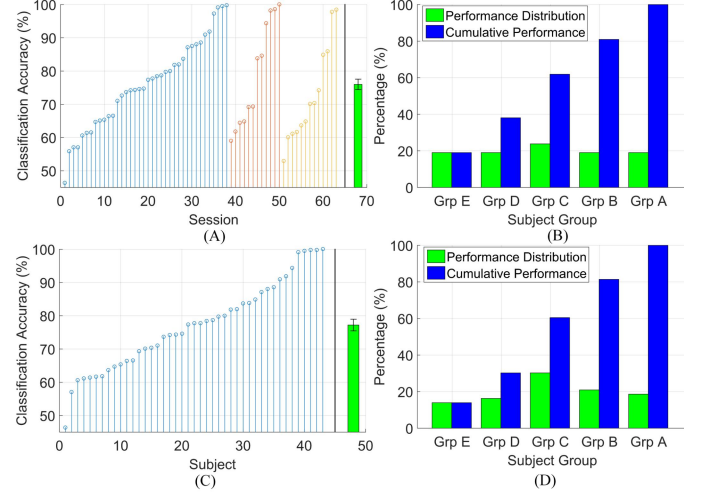 Classification Accuracy (%)
100
90
80
70
60
50
0 10 20 30 40 50 60 70
Session
(A)
Percentage (%)
100
80
60
40
20
0
Performance Distribution
Cumulative Performance
Grp E Grp D Grp C Grp B Grp A
Subject Group
(B)
Classification Accuracy (%)
100
90
80
70
60
50
0 10 20 30 40 50
Subject
(C)
Percentage (%)
100
80
60
40
20
0
Performance Distribution
Cumulative Performance
Grp E Grp D Grp C Grp B Grp A
Subject Group
(D)